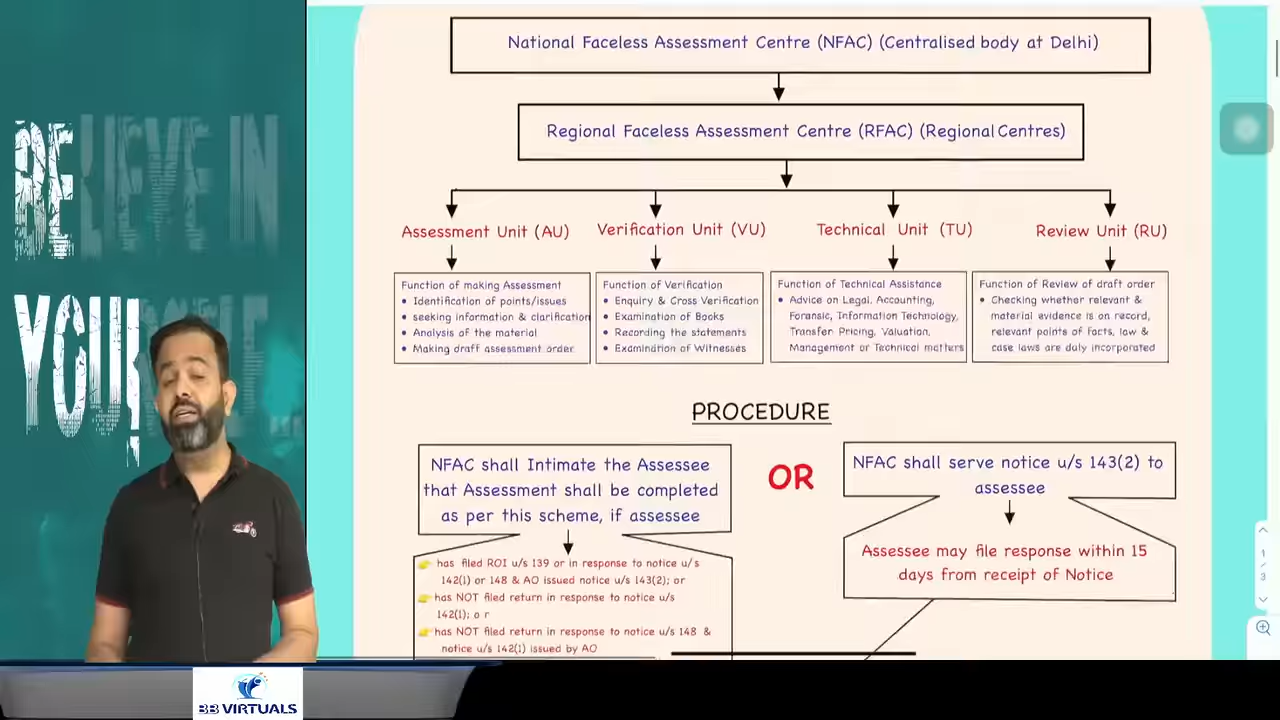 BELIEVE IN
YOU
National Faceless Assessment Centre (NFAC) (Centralised body at Delhi)
Regional Faceless Assessment Centre (RFAC) (Regional Centres)
Assessment Unit (AU)
Verification Unit (VU)
Technical Unit (TU)
Review Unit (RU)
Function of making Assessment
• Identification of points/issues
• seeking information & clarification
• Analysis of the material
• Making draft assessment order
Function of Verification
• Enquiry & Cross Verification
• Examination of Books
• Recording the statements
• Examination of Witnesses
Function of Technical Assistance
• Advice on Legal, Accounting,
Foransic, Information Technology,
Transfer Pricing, Valuation,
Management or Technical matters
Function of Review of draft order
• Checking whether relevant &
material evidence is on record,
relevant points of facts, law &
case laws are duly incorporated
PROCEDURE
NFAC shall Intimate the Assessee
that Assessment shall be completed
as per this scheme, if assessee
OR
NFAC shall serve notice u/s 143(2) to
assessee
has filed ROI u/s 139 or in response to notice u/s
142(1) or 148 & AO issued notice u/s 143(2); or
has NOT filed return in response to notice u/s
142(1); o r
has NOT filed return in response to notice u/s 148 &
notice u/s 142(1) issued by AO
Assessee may file response within 15
days from receipt of Notice
1
/
3
BB VIRTUALS